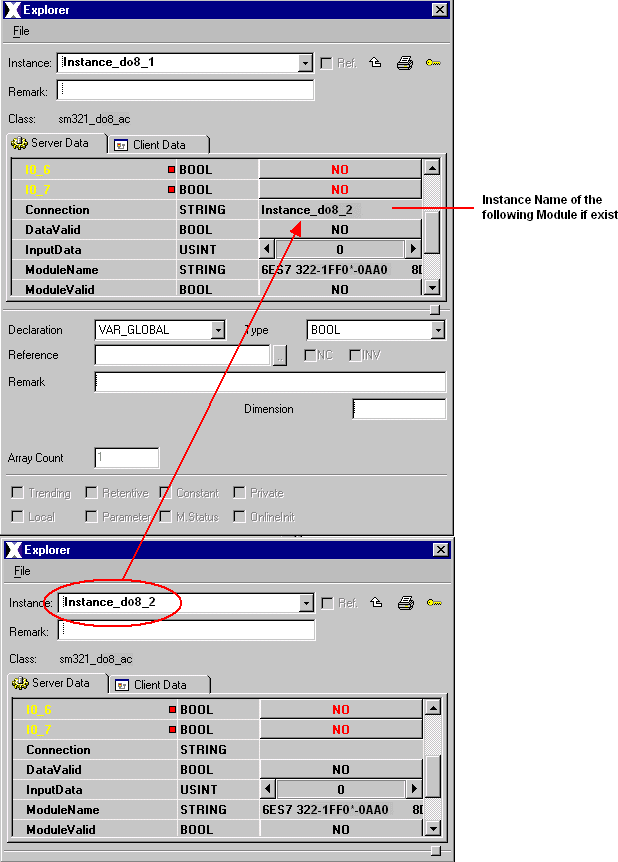 Explorer
File
Instance: Instance_do8_1 Ref.
Remark:
Class: sm321_do8_ac
Server Data Client Data
IO_6 BOOL NO
IO_7 BOOL NO
Connection STRING Instance_do8_2
Instance Name of the
following Module if exist
DataValid BOOL NO
InputData USINT 0
ModuleName STRING 6ES7 322-1FF0*-0AA0 8D
ModuleValid BOOL NO
Declaration VAR_GLOBAL Type BOOL
Reference .. NC INV
Remark
Dimension
Array Count 1
Trending Retentive Constant Private
Local Parameter M.Status OnlineInit
Explorer
File
Instance: Instance_do8_2 Ref.
Remark:
Class: sm321_do8_ac
Server Data Client Data
IO_6 BOOL NO
IO_7 BOOL NO
Connection STRING
DataValid BOOL NO
InputData USINT 0
ModuleName STRING 6ES7 322-1FF0*-0AA0 8D
ModuleValid BOOL NO